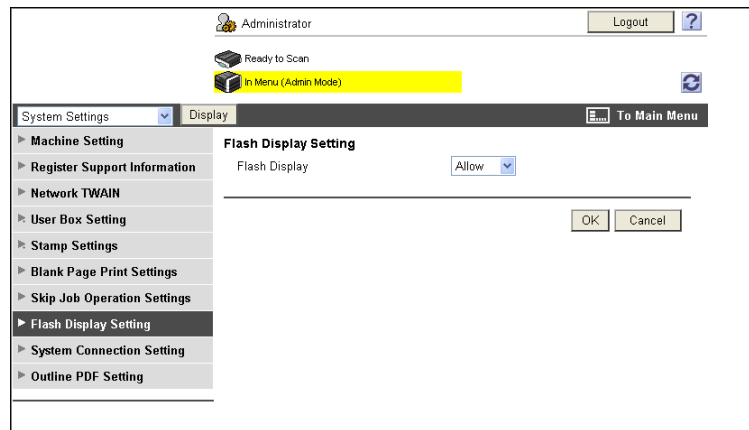 Administrator
Logout
?
Ready to Scan
In Menu (Admin Mode)
System Settings
Display
To Main Menu
Machine Setting
Register Support Information
Network TWAIN
User Box Setting
Stamp Settings
Blank Page Print Settings
Skip Job Operation Settings
Flash Display Setting
System Connection Setting
Outline PDF Setting
Flash Display Setting
Flash Display
Allow
OK
Cancel